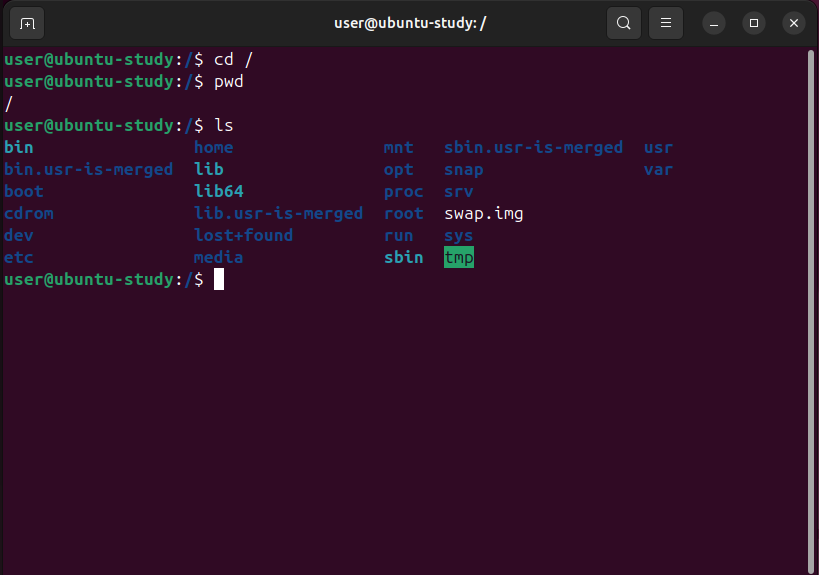 user@ubuntu-study: /
user@ubuntu-study:/$ cd /
user@ubuntu-study:/$ pwd
/
user@ubuntu-study:/$ ls
bin home mnt sbin.usr-is-merged usr
bin.usr-is-merged lib opt snap var
boot lib64 proc srv
cdrom lib.usr-is-merged root swap.img
dev lost+found run sys
etc media sbin tmp
user@ubuntu-study:/$